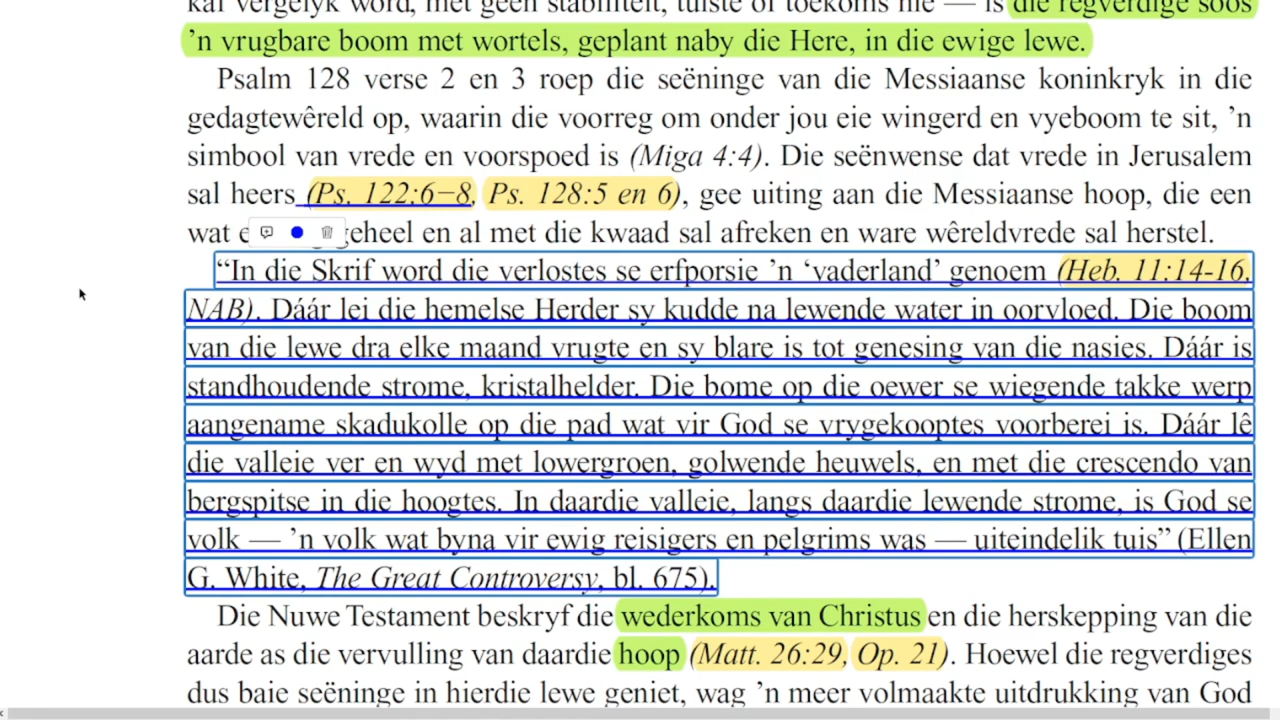 kaf vergelyk word, met geen stabiliteit, tuiste of toekoms nie — is die regverdige soos
’n vrugbare boom met wortels, geplant naby die Here, in die ewige lewe.
Psalm 128 verse 2 en 3 roep die seëninge van die Messiaanse koninkryk in die
gedagtewêreld op, waarin die voorreg om onder jou eie wingerd en vyeboom te sit, ’n
simbool van vrede en voorspoed is (Miga 4:4). Die seënwense dat vrede in Jerusalem
sal heers (Ps. 122:6–8, Ps. 128:5 en 6), gee uiting aan die Messiaanse hoop, die een
wat geheel en al met die kwaad sal afreken en ware wêreldvrede sal herstel.
“In die Skrif word die verlostes se erfporsie ’n ‘vaderland’ genoem (Heb. 11:14-16,
NAB). Dáár lei die hemelse Herder sy kudde na lewende water in oorvloed. Die boom
van die lewe dra elke maand vrugte en sy blare is tot genesing van die nasies. Dáár is
standhoudende strome, kristalhelder. Die bome op die oewer se wiegende takke werp
aangename skadukolle op die pad wat vir God se vrygekooptes voorberei is. Dáár lê
die valleie ver en wyd met lowergroen, golwende heuwels, en met die crescendo van
bergspitse in die hoogtes. In daardie valleie, langs daardie lewende strome, is God se
volk — ’n volk wat byna vir ewig reisigers en pelgrims was — uiteindelik tuis” (Ellen
G. White, The Great Controversy, bl. 675).
Die Nuwe Testament beskryf die wederkoms van Christus en die herskepping van die
aarde as die vervulling van daardie hoop (Matt. 26:29, Op. 21). Hoewel die regverdiges
dus baie seëninge in hierdie lewe geniet, wag ’n meer volmaakte uitdrukking van God